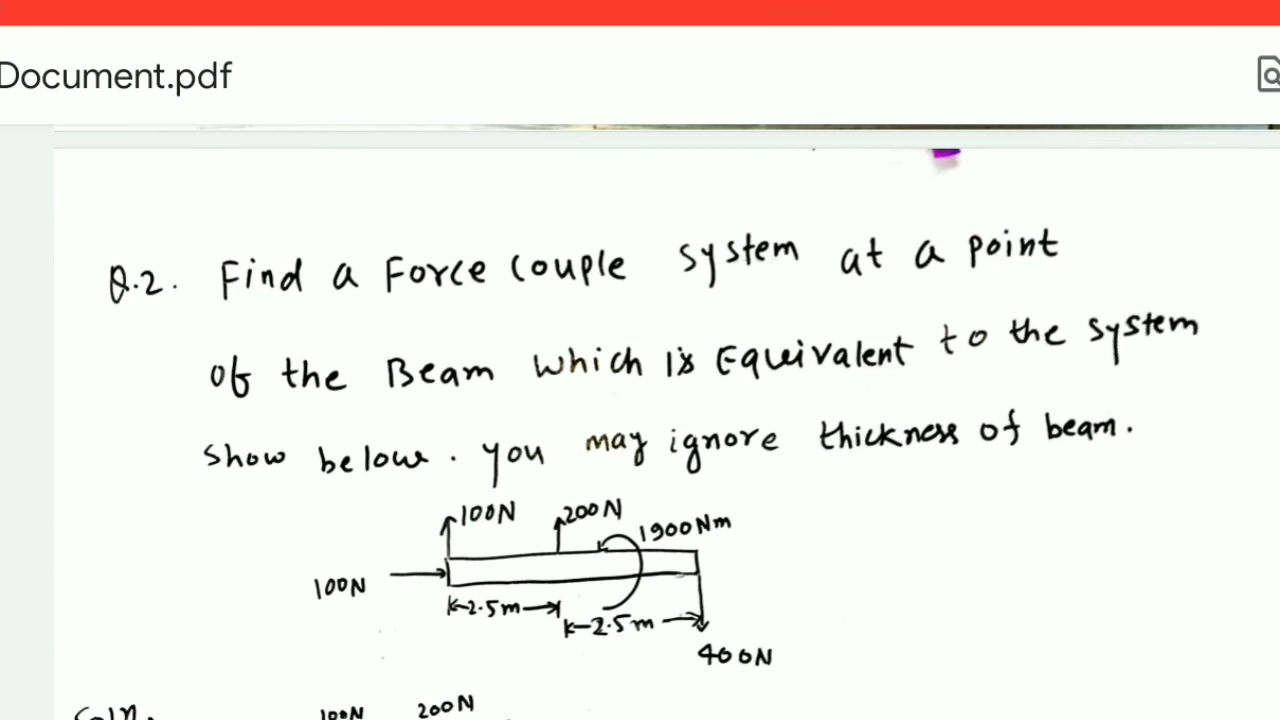 Document.pdf
Q.2. Find a Force couple system at a point
of the Beam which is Equivalent to the system
show below. you may ignore thickness of beam.
100N 200N
1900Nm
100N
2.5m
2.5m
400N
Soln.
100N 200N